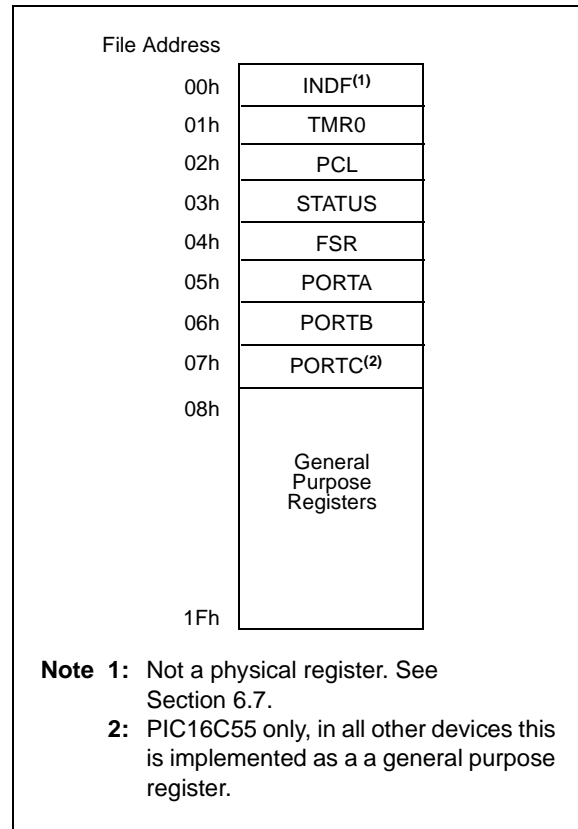 File Address
00h INDF(1)
01h TMR0
02h PCL
03h STATUS
04h FSR
05h PORTA
06h PORTB
07h PORTC(2)
08h
General
Purpose
Registers
1Fh
Note 1: Not a physical register. See
Section 6.7.
2: PIC16C55 only, in all other devices this
is implemented as a a general purpose
register.